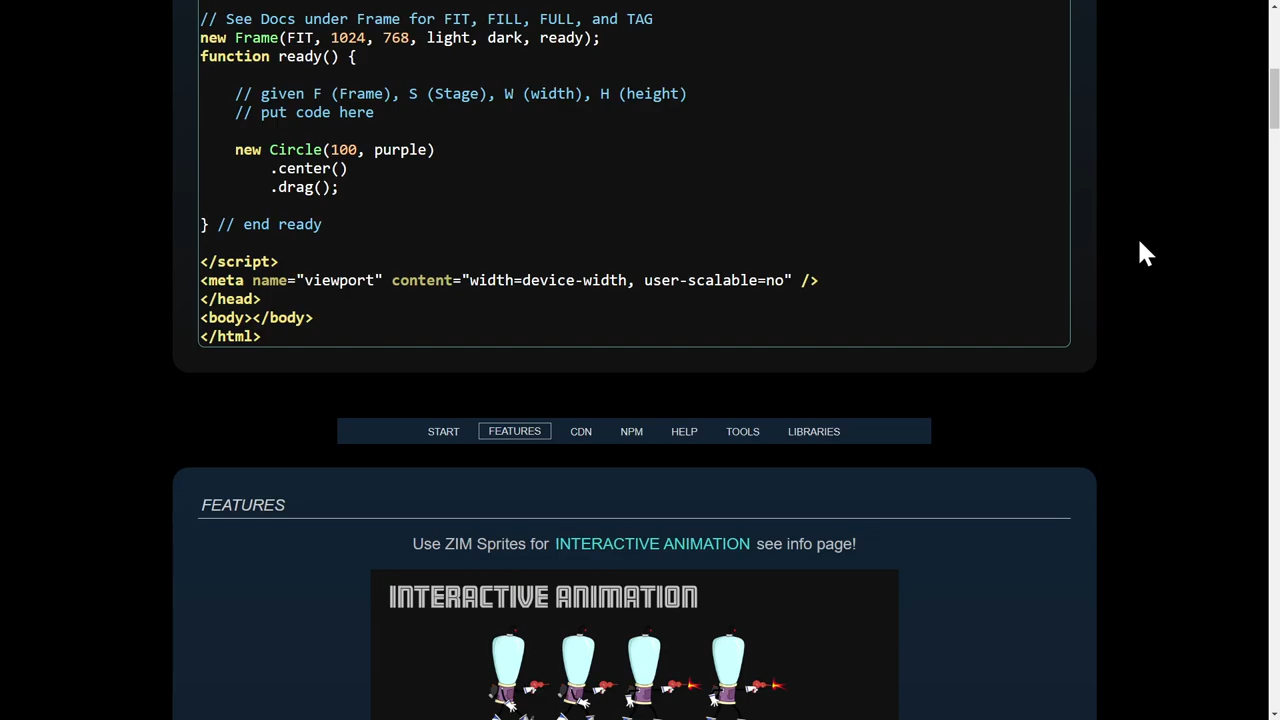 // See Docs under Frame for FIT, FILL, FULL, and TAG
new Frame(FIT, 1024, 768, light, dark, ready);
function ready() {
// given F (Frame), S (Stage), W (width), H (height)
// put code here
new Circle(100, purple)
.center()
.drag();
} // end ready
</script>
<meta name="viewport" content="width=device-width, user-scalable=no" />
</head>
<body></body>
</html>
START FEATURES CDN NPM HELP TOOLS LIBRARIES
FEATURES
Use ZIM Sprites for INTERACTIVE ANIMATION see info page!
INTERACTIVE ANIMATION